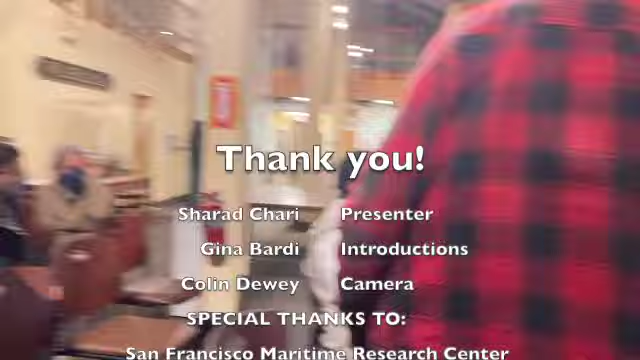 Thank you!
Sharad Chari Presenter
Gina Bardi Introductions
Colin Dewey Camera
SPECIAL THANKS TO:
San Francisco Maritime Research Center